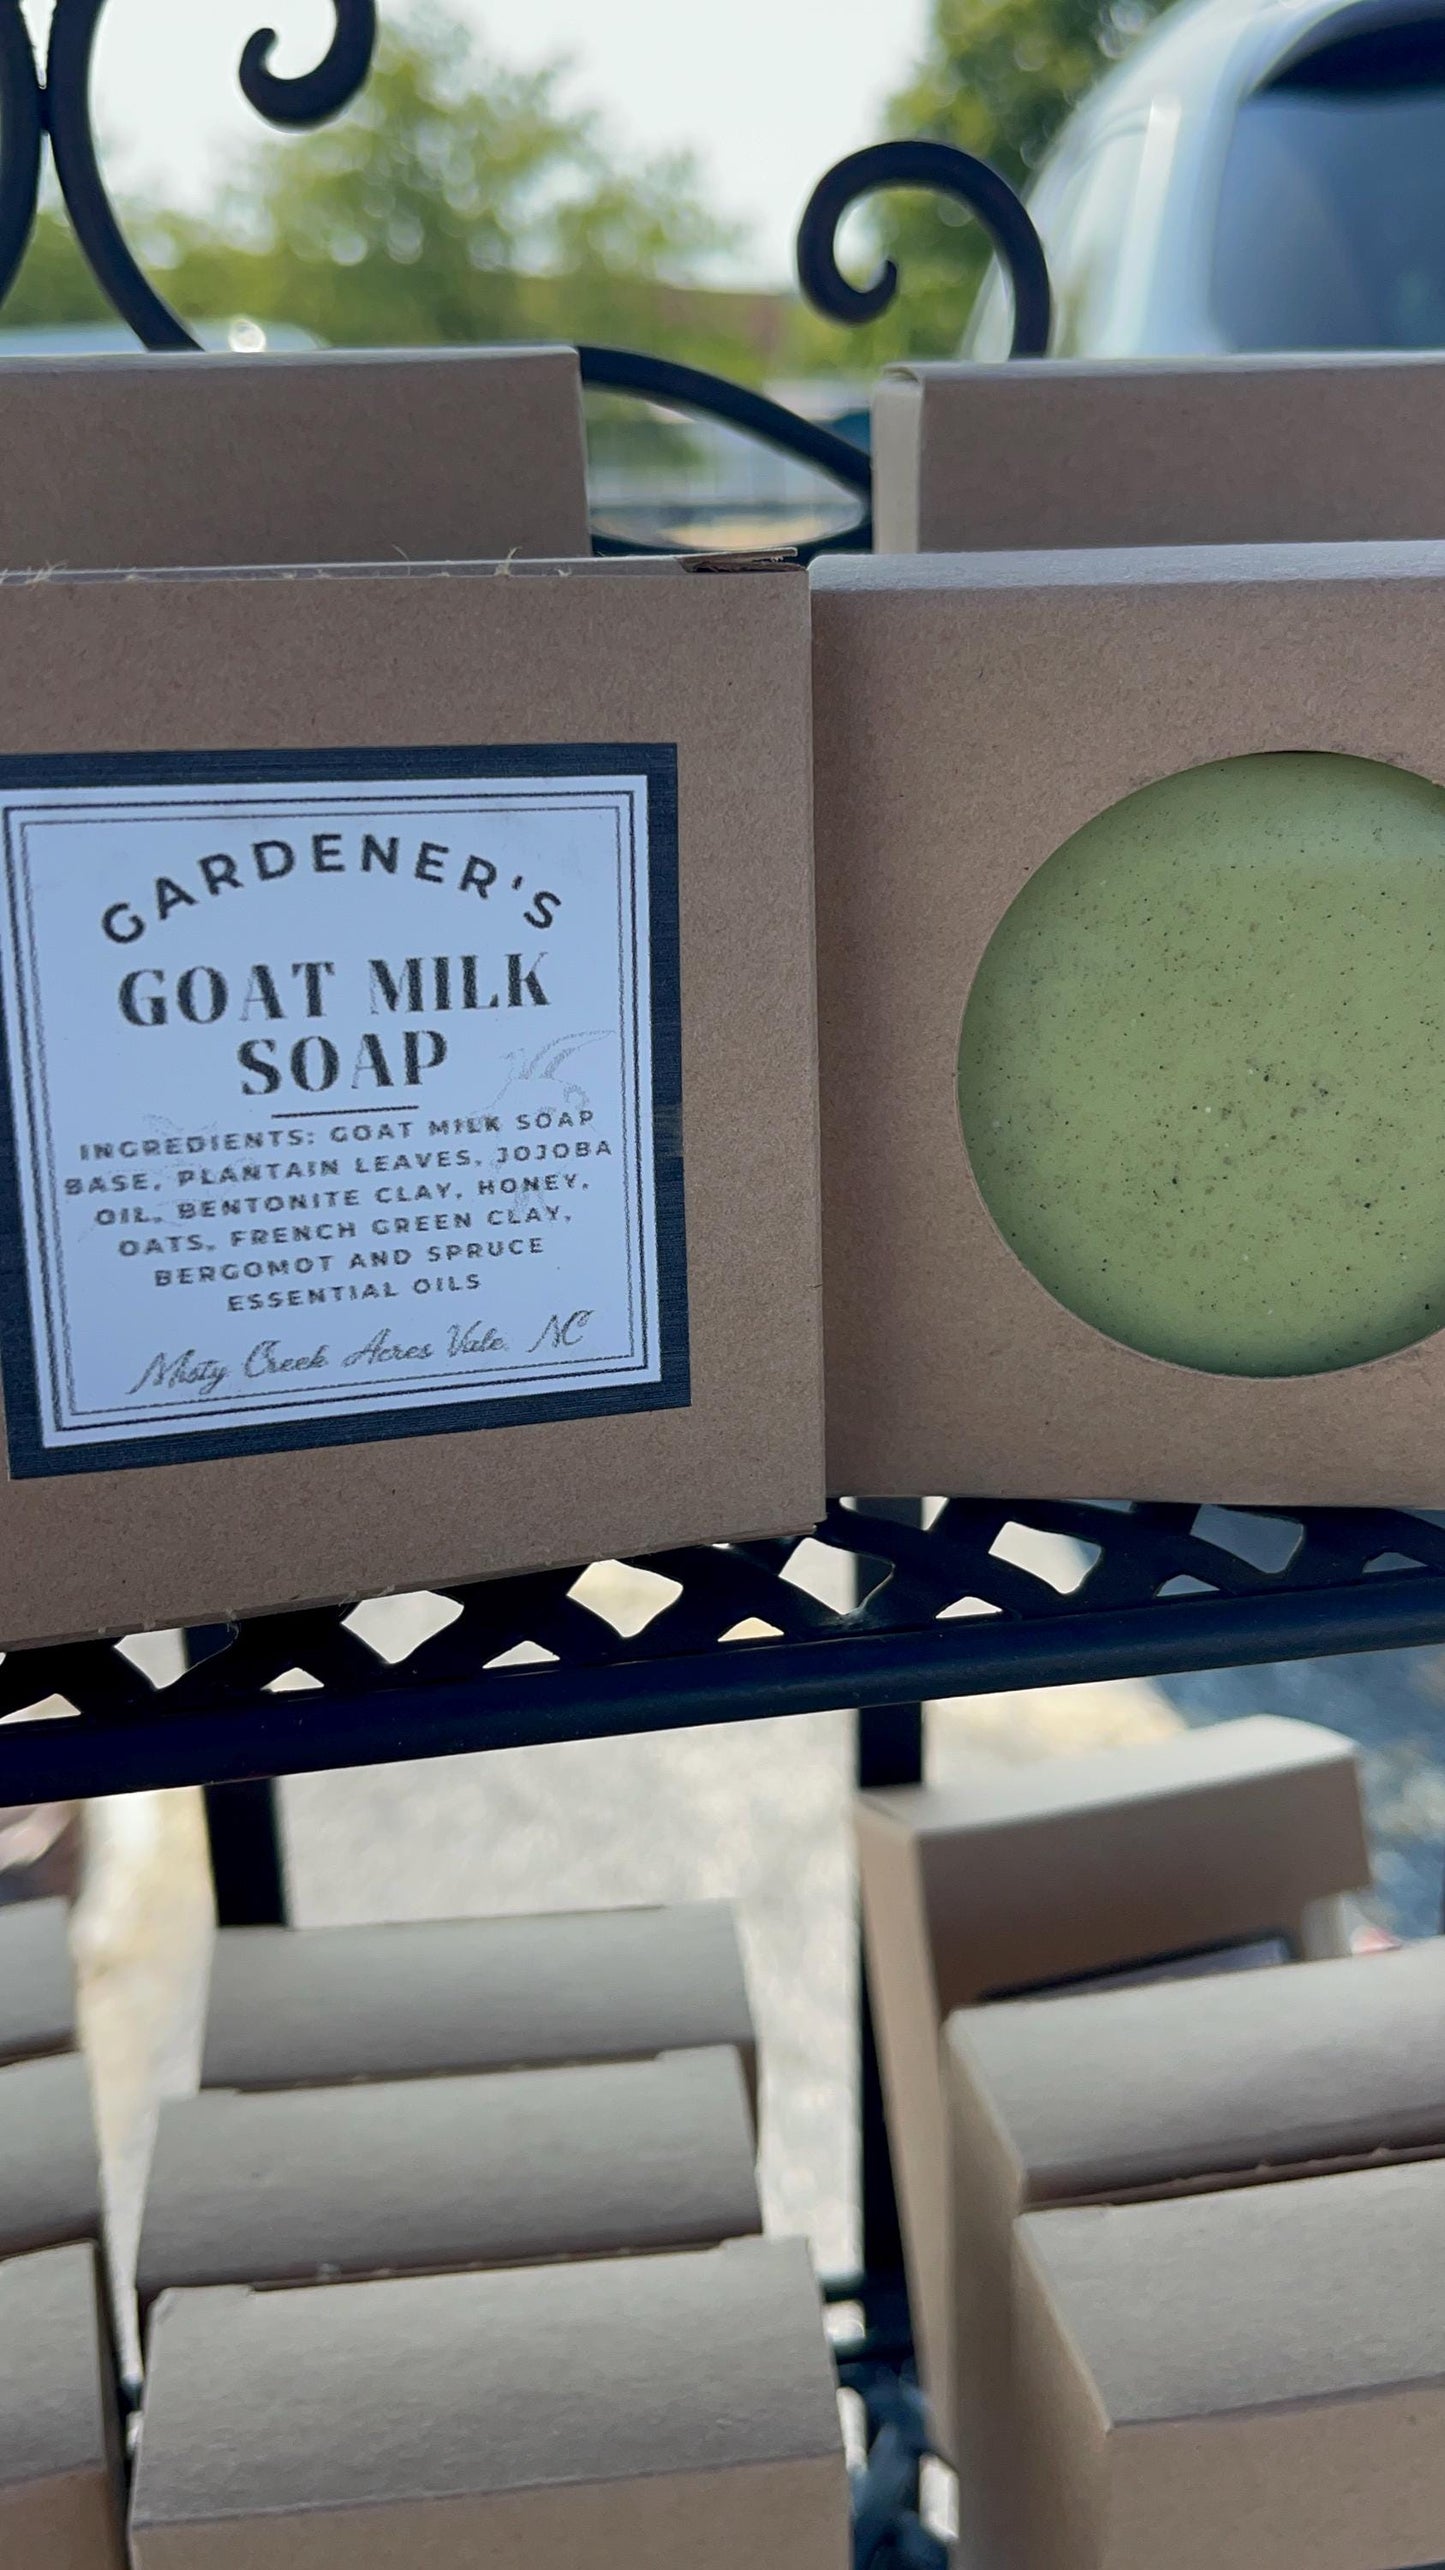 GARDENER'S
GOAT MILK
SOAP
INGREDIENTS: GOAT MILK SOAP
BASE, PLANTAIN LEAVES, JOJOBA
OIL, BENTONITE CLAY, HONEY,
OATS, FRENCH GREEN CLAY,
BERGOMOT AND SPRUCE
ESSENTIAL OILS
Misty Creek Acres Vale, NC